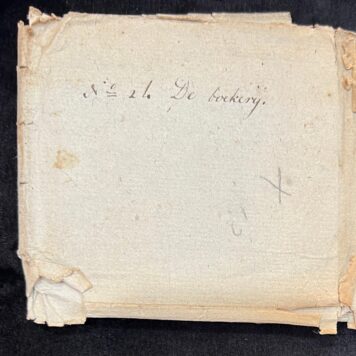 No 21. De boekerij.
X